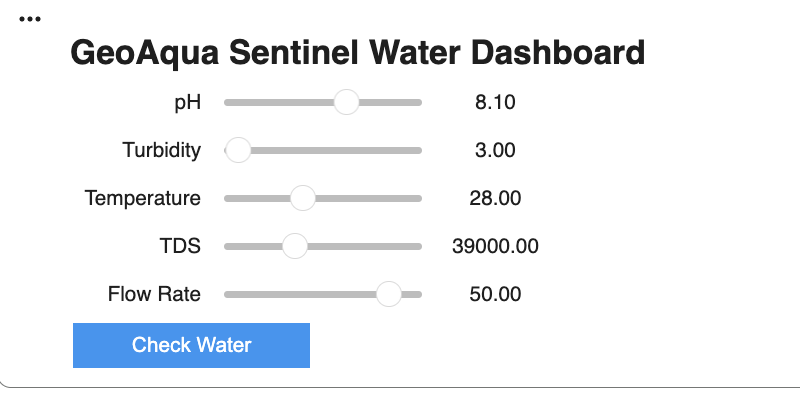 GeoAqua Sentinel Water Dashboard
pH 8.10
Turbidity 3.00
Temperature 28.00
TDS 39000.00
Flow Rate 50.00
Check Water